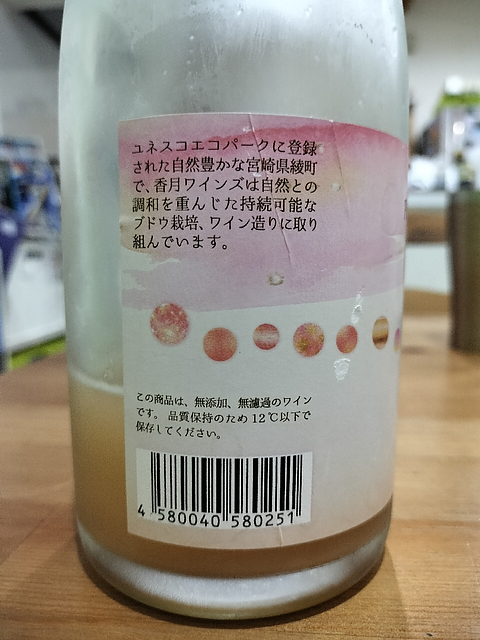 ユネスコエコパークに登録
された自然豊かな宮崎県綾町
で、香月ワインズは自然との
調和を重んじた持続可能な
ブドウ栽培、ワイン造りに取り
組んでいます。
この商品は、無添加、無濾過のワイン
です。 品質保持のため 12℃以下で
保存してください。
4 580040 580251